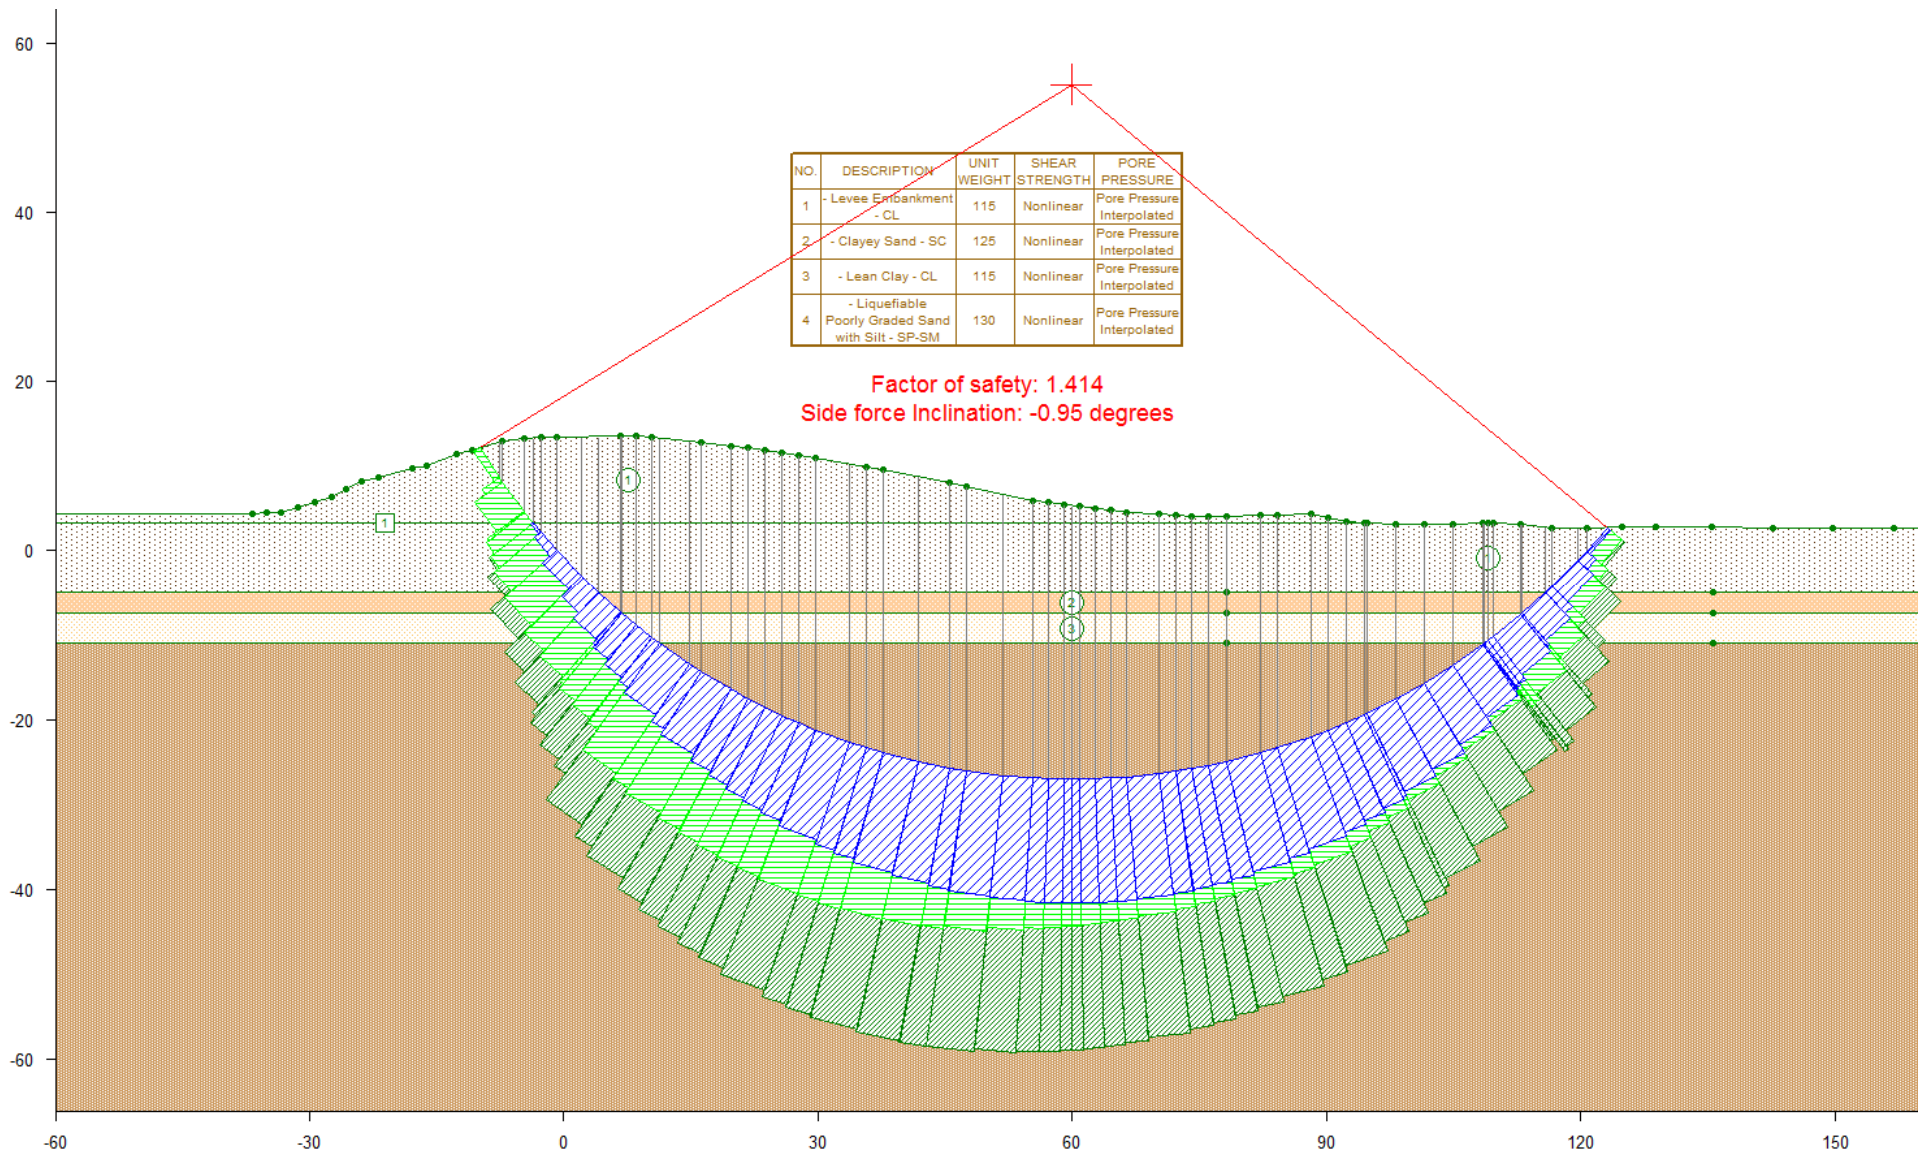 60
40
20
0
-20
-40
-60
-60
-30
0
30
60
90
120
150
NO. DESCRIPTION UNIT WEIGHT SHEAR STRENGTH PORE PRESSURE
1 - Levee Embankment - CL 115 Nonlinear Pore Pressure Interpolated
2 - Clayey Sand - SC 125 Nonlinear Pore Pressure Interpolated
3 - Lean Clay - CL 115 Nonlinear Pore Pressure Interpolated
4 - Liquefiable Poorly Graded Sand with Silt - SP-SM 130 Nonlinear Pore Pressure Interpolated
Factor of safety: 1.414
Side force Inclination: -0.95 degrees
1
1
1
2
3